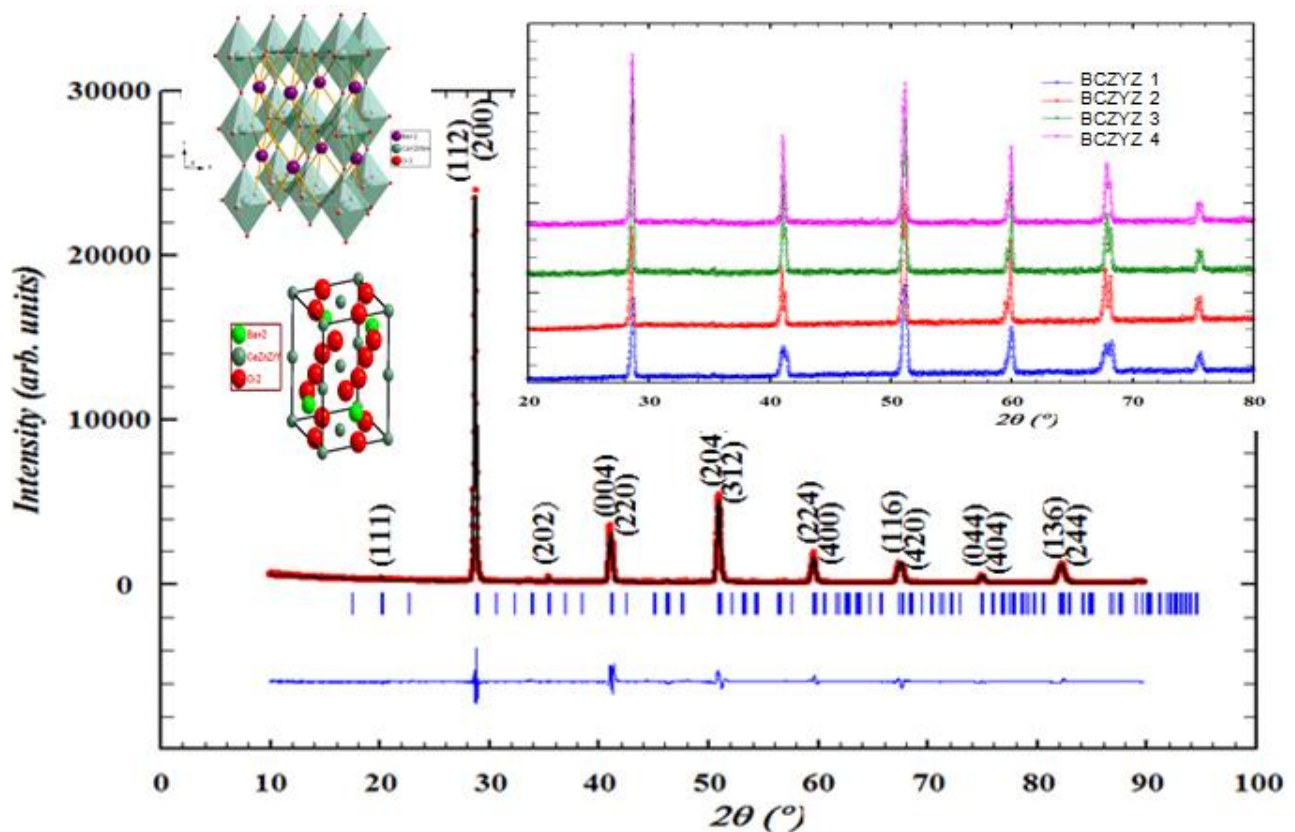 Intensity (arb. units)
30000
20000
10000
0
(112)
(200)
(111)
(202)
(004)
(220)
(204)
(312)
(224)
(400)
(116)
(420)
(044)
(404)
(136)
(244)
0 10 20 30 40 50 60 70 80 90 100
2θ (°)
BCZYZ 1
BCZYZ 2
BCZYZ 3
BCZYZ 4
20 30 40 50 60 70 80
2θ (°)